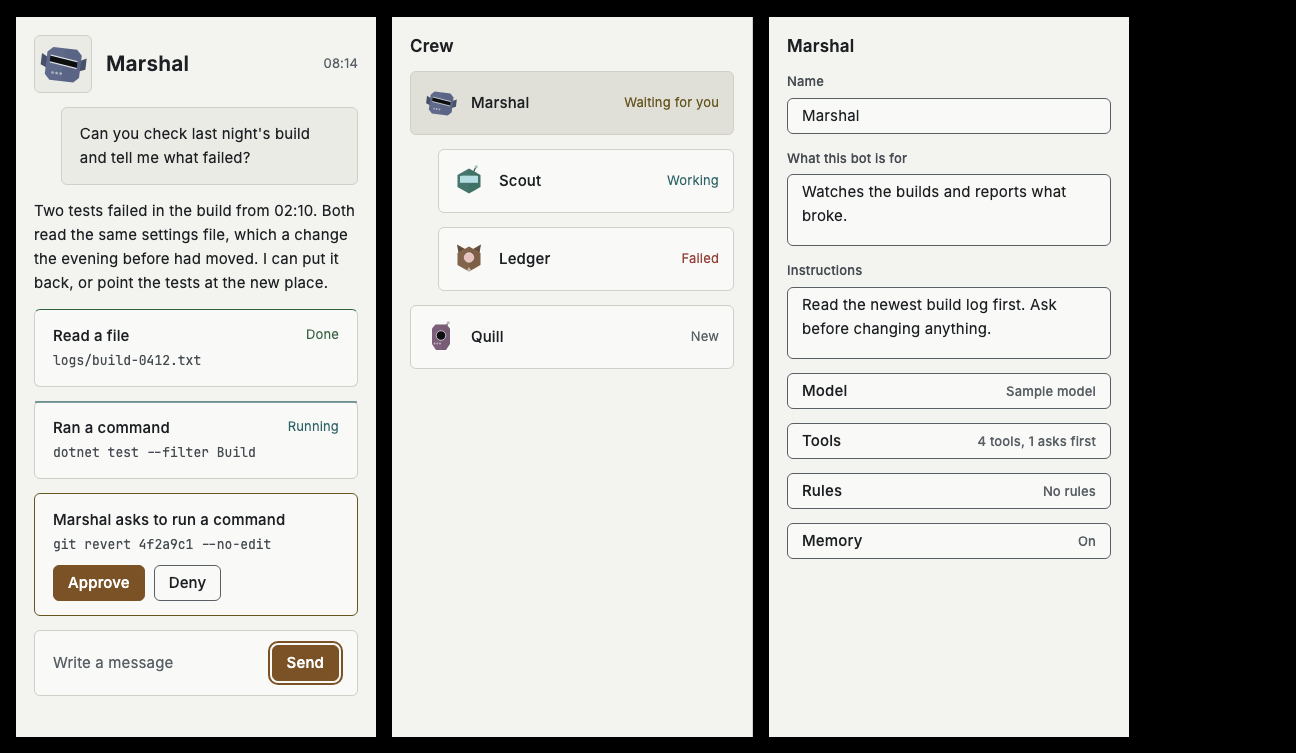 Marshal
08:14
Can you check last night's build
and tell me what failed?
Two tests failed in the build from 02:10. Both
read the same settings file, which a change
the evening before had moved. I can put it
back, or point the tests at the new place.
Read a file
Done
logs/build-0412.txt
Ran a command
Running
dotnet test --filter Build
Marshal asks to run a command
git revert 4f2a9c1 --no-edit
Approve
Deny
Write a message
Send
Crew
Marshal
Waiting for you
Scout
Working
Ledger
Failed
Quill
New
Marshal
Name
Marshal
What this bot is for
Watches the builds and reports what
broke.
Instructions
Read the newest build log first. Ask
before changing anything.
Model
Sample model
Tools
4 tools, 1 asks first
Rules
No rules
Memory
On